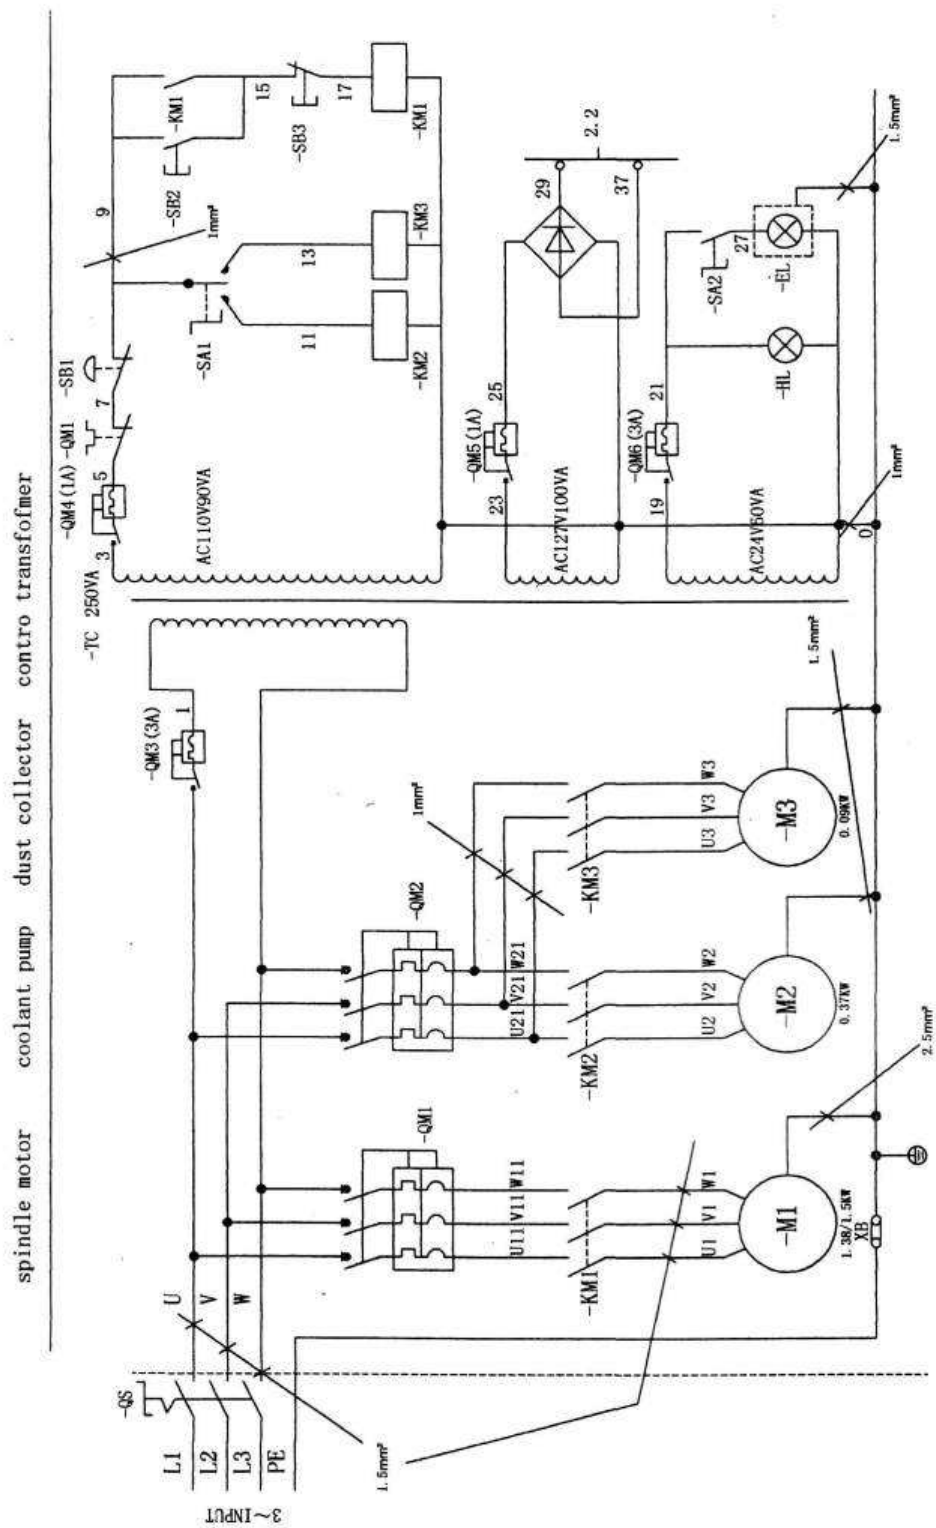 spindle motor coolant pump dust collector contro transfofmer
3~INPUT
L1
L2
L3
PE
-QS
U
V
W
1.5mm²
-QM1
U11
V11
W11
-KM1
U1
V1
W1
-M1
1.38/1.5KW
XB
2.5mm²
-QM2
U21
V21
W21
-KM2
U2
V2
W2
-M2
0.37KW
1mm²
-KM3
U3
V3
W3
-M3
0.09KW
1.5mm²
-QM3(3A)
1
-TC 250VA
3
-QM4(1A)
5
-QM1
7
-SB1
9
1mm²
AC110V90VA
-SA1
11
13
-KM2
-KM3
-SB2
-KM1
15
-SB3
17
-KM1
AC127V100VA
23
-QM5(1A)
25
29
37
2.2
AC24V50VA
19
-QM6(3A)
21
-HL
-SA2
27
-EL
0
1mm²
1.5mm²